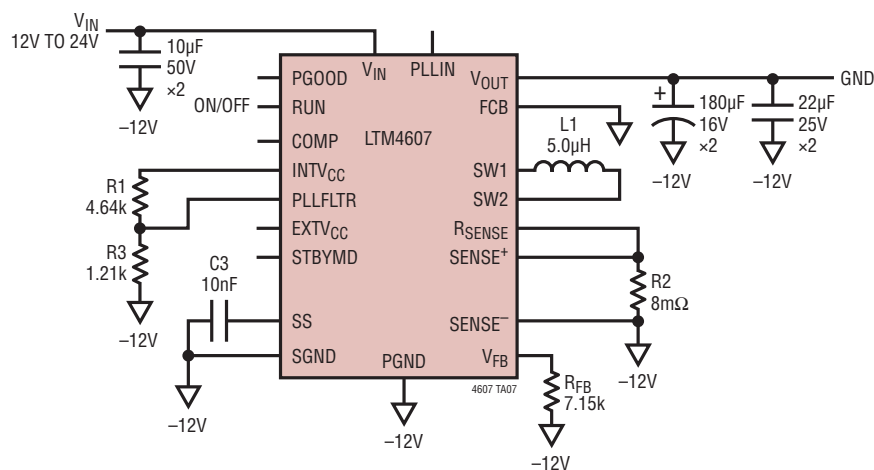 VIN
12V TO 24V
10µF
50V
×2
–12V
VIN
PLLIN
PGOOD
ON/OFF
RUN
COMP
INTVCC
PLLFLTR
EXTVCC
STBYMD
SS
SGND
PGND
LTM4607
VOUT
FCB
SW1
SW2
RSENSE
SENSE+
SENSE–
VFB
4607 TA07
R1
4.64k
R3
1.21k
–12V
C3
10nF
–12V
–12V
L1
5.0µH
GND
+
180µF
16V
×2
–12V
22µF
25V
×2
–12V
R2
8mΩ
–12V
RFB
7.15k
–12V